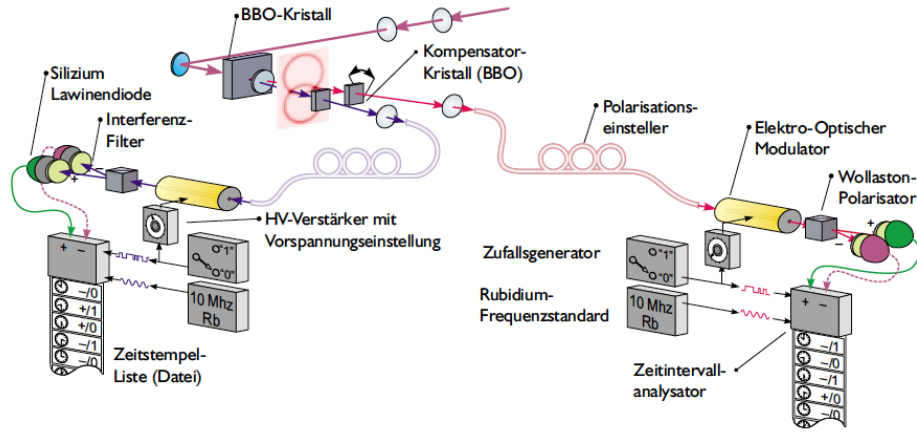 BBO-Kristall
Kompensator-
Kristall (BBO)
Silizium
Lawinendiode
Interferenz-
Filter
Polarisations-
einsteller
Elektro-Optischer
Modulator
Wollaston-
Polarisator
+
–
HV-Verstärker mit
Vorspannungseinstellung
"1"
"0"
10 Mhz
Rb
+ –
–/0
+/1
+/0
–/1
–/0
Zeitstempel-
Liste (Datei)
Zufallsgenerator
Rubidium-
Frequenzstandard
"1"
"0"
10 Mhz
Rb
+
–
+ –
Zeitintervall-
analysator
–/1
–/0
–/1
+/0
–/0